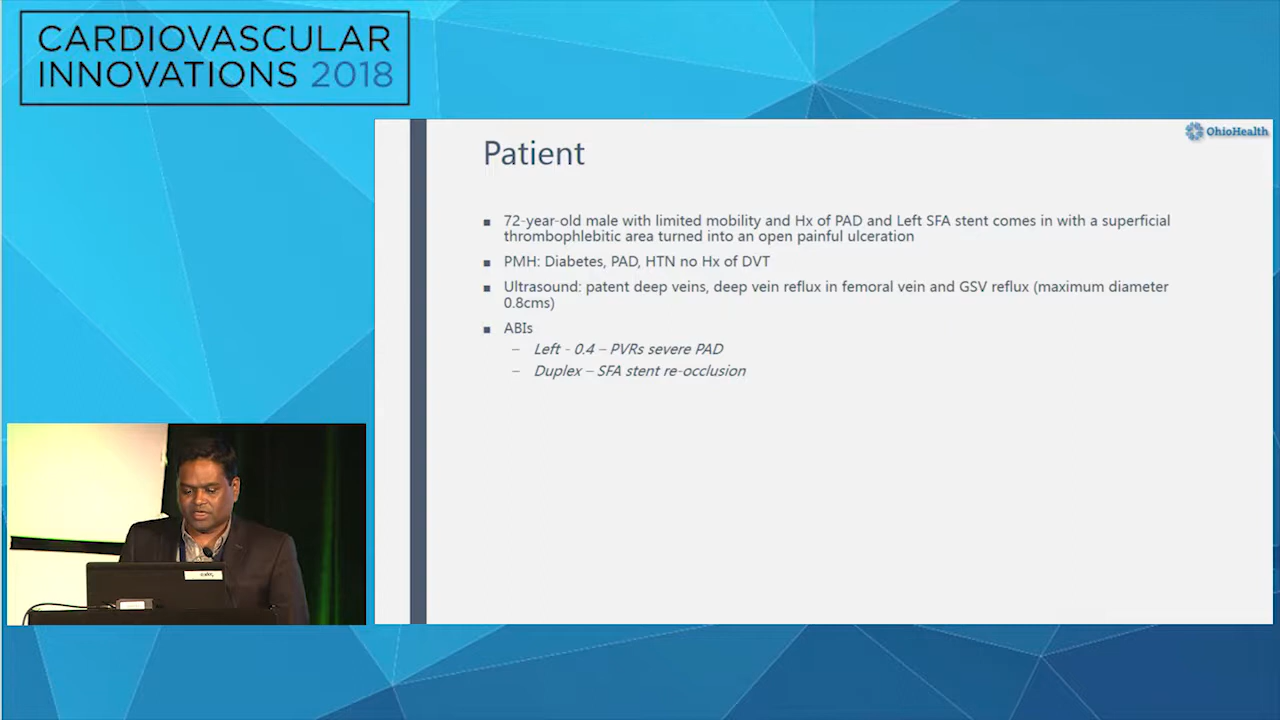 CARDIOVASCULAR
INNOVATIONS 2018
OhioHealth
Patient
72-year-old male with limited mobility and Hx of PAD and Left SFA stent comes in with a superficial
thrombophlebitic area turned into an open painful ulceration
PMH: Diabetes, PAD, HTN no Hx of DVT
Ultrasound: patent deep veins, deep vein reflux in femoral vein and GSV reflux (maximum diameter
0.8cms)
ABIs
– Left - 0.4 – PVRs severe PAD
– Duplex – SFA stent re-occlusion